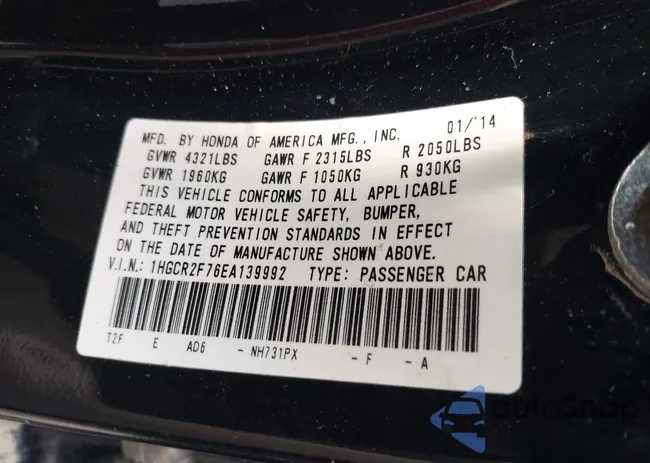 MFD. BY HONDA OF AMERICA MFG., INC. 01/'14
GVWR 4321LBS GAWR F 2315LBS R 2050LBS
GVWR 1960KG GAWR F 1050KG R 930KG
THIS VEHICLE CONFORMS TO ALL APPLICABLE
FEDERAL MOTOR VEHICLE SAFETY, BUMPER,
AND THEFT PREVENTION STANDARDS IN EFFECT
ON THE DATE OF MANUFACTURE SHOWN ABOVE.
V.I.N.: 1HGCR2F76EA139992 TYPE: PASSENGER CAR
T2F E AD6 - NH731PX - F - A
autoSnap